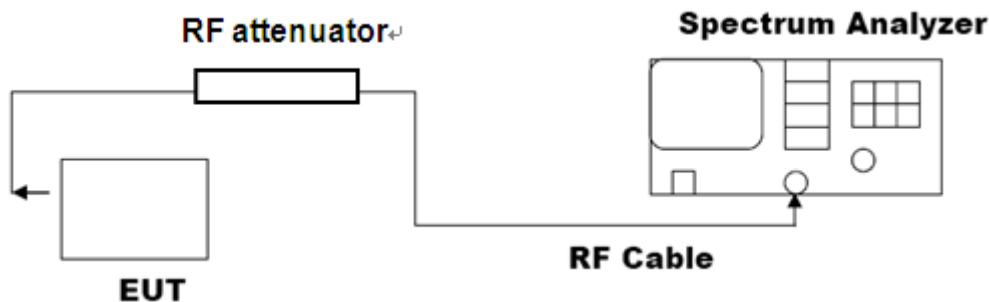 RF attenuator↵
Spectrum Analyzer
RF Cable
EUT